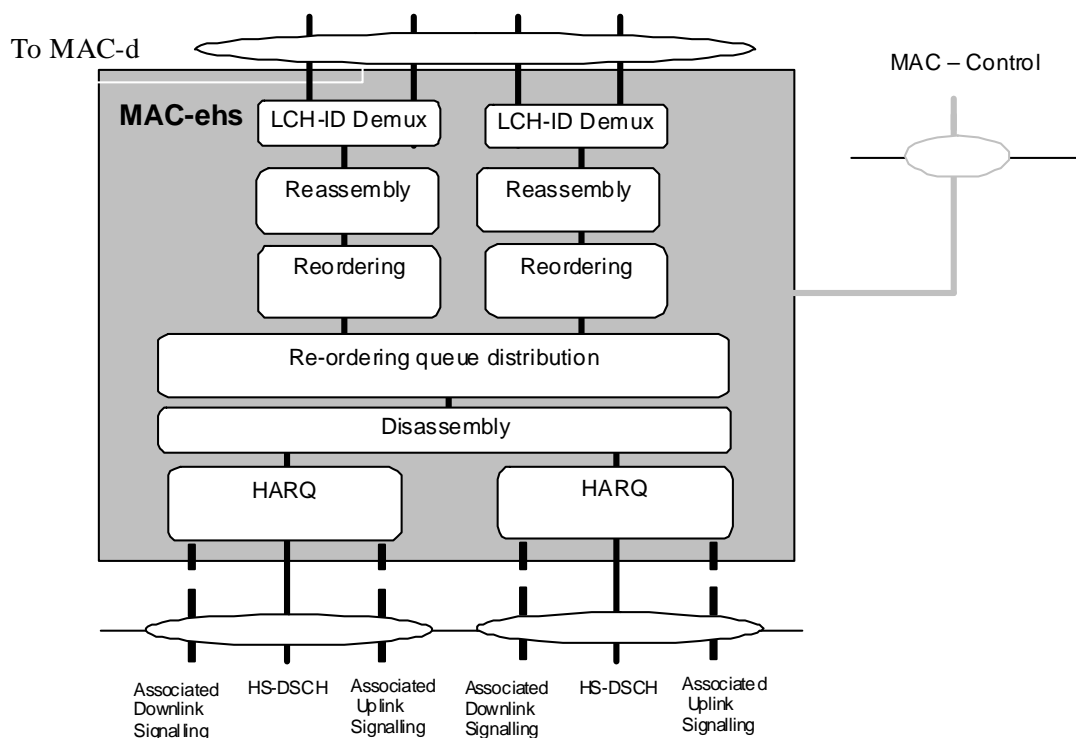 To MAC-d
MAC – Control
MAC-ehs
LCH-ID Demux
LCH-ID Demux
Reassembly
Reassembly
Reordering
Reordering
Re-ordering queue distribution
Disassembly
HARQ
HARQ
Associated
Downlink
Signalling
HS-DSCH
Associated
Uplink
Signalling
Associated
Downlink
Signalling
HS-DSCH
Associated
Uplink
Signalling